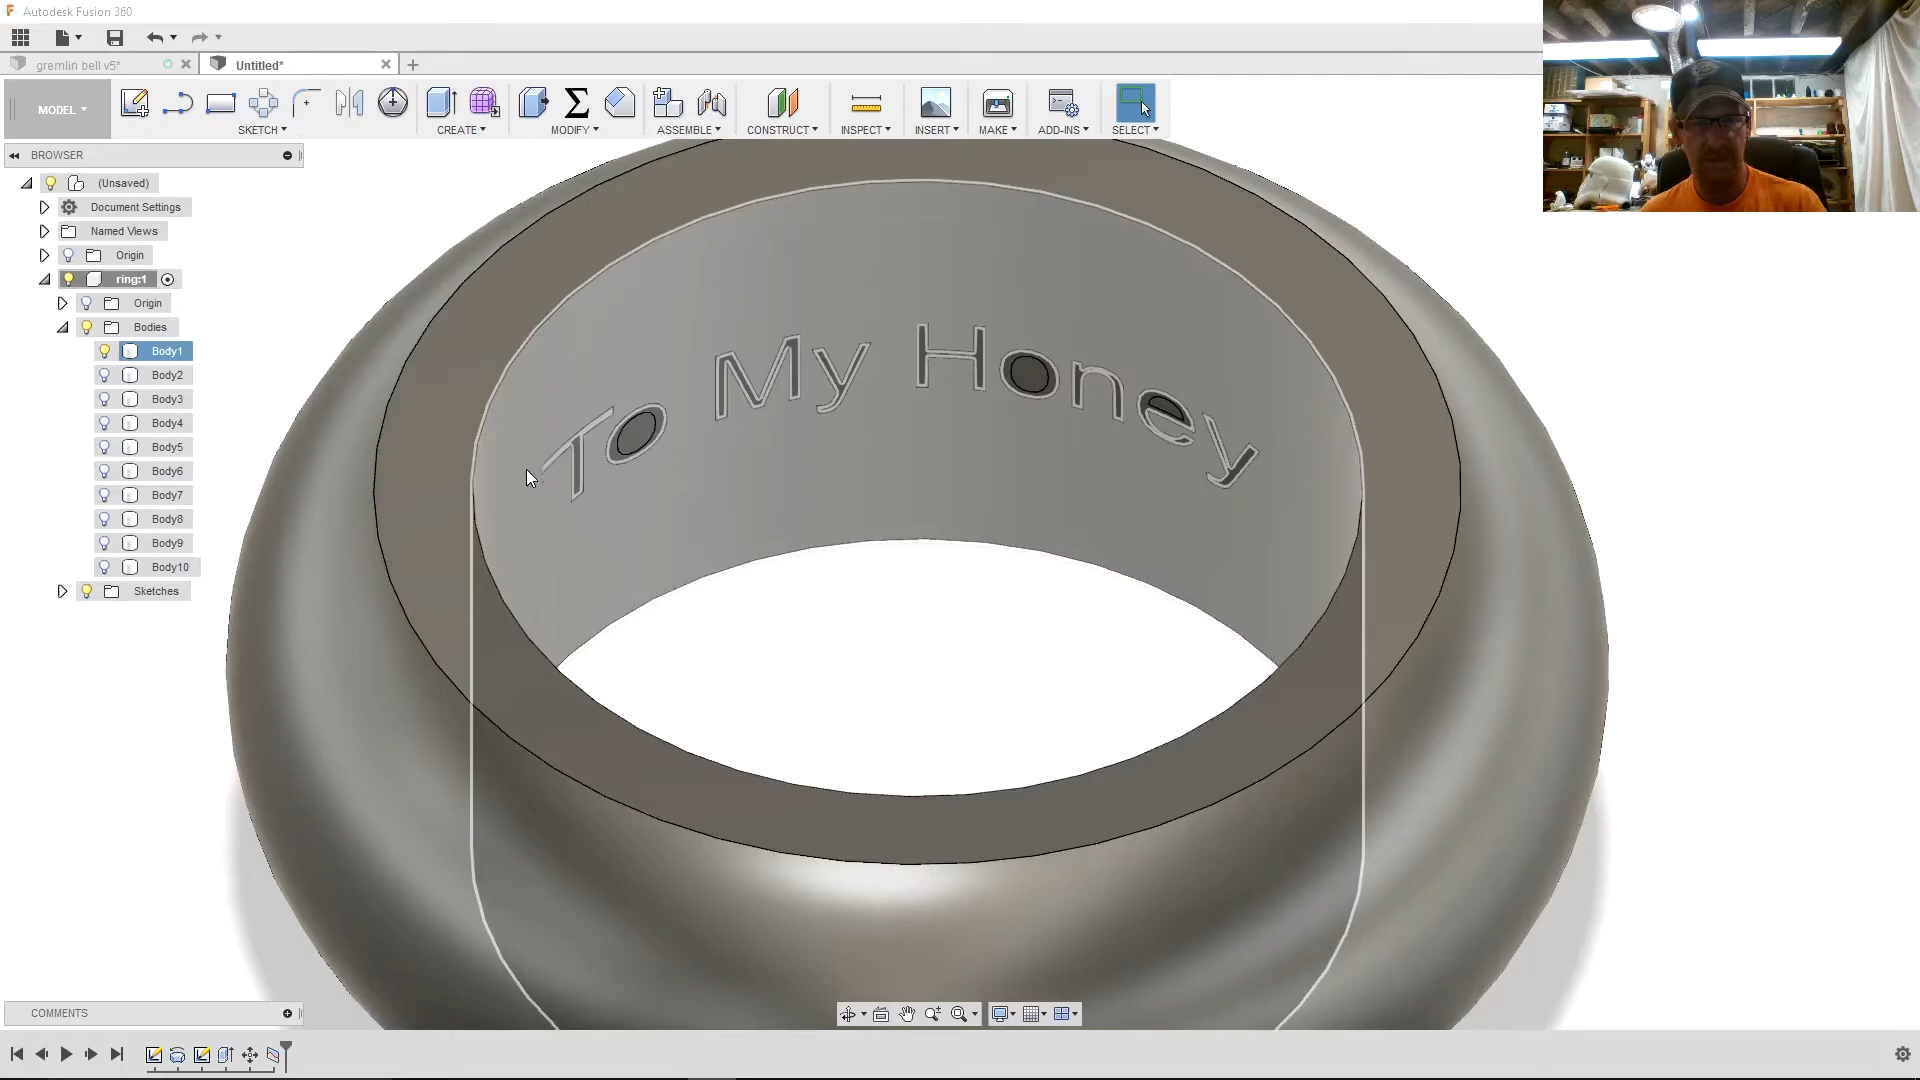 Autodesk Fusion 360
gremlin bell v5*
Untitled*
MODEL
SKETCH
CREATE
MODIFY
ASSEMBLE
CONSTRUCT
INSPECT
INSERT
MAKE
ADD-INS
SELECT
BROWSER
(Unsaved)
Document Settings
Named Views
Origin
ring:1
Origin
Bodies
Body1
Body2
Body3
Body4
Body5
Body6
Body7
Body8
Body9
Body10
Sketches
To My Honey
COMMENTS